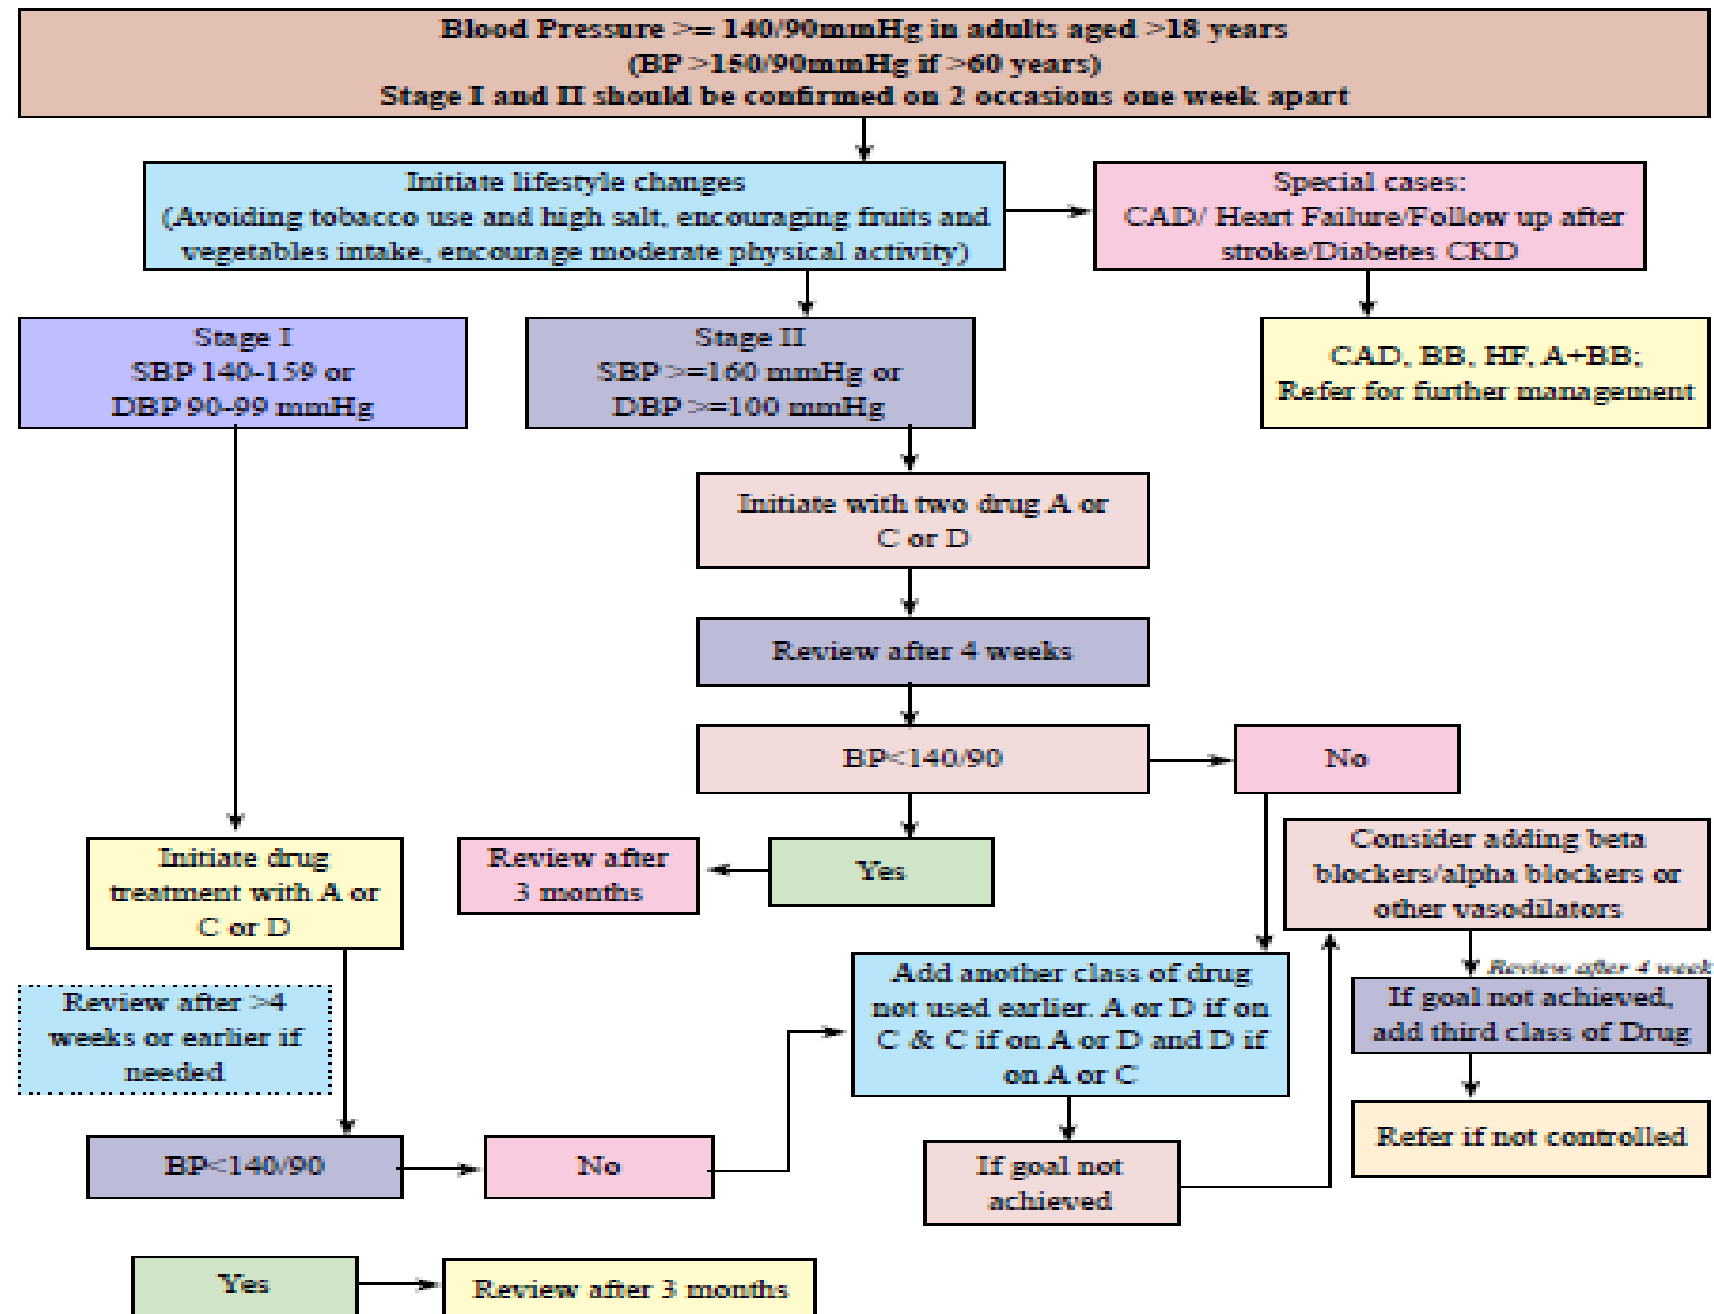 Blood Pressure >= 140/90mmHg in adults aged >18 years
(BP >150/90mmHg if >60 years)
Stage I and II should be confirmed on 2 occasions one week apart
Initiate lifestyle changes
(Avoiding tobacco use and high salt, encouraging fruits and
vegetables intake, encourage moderate physical activity)
Special cases:
CAD/ Heart Failure/Follow up after
stroke/Diabetes CKD
Stage I
SBP 140-159 or
DBP 90-99 mmHg
Stage II
SBP >=160 mmHg or
DBP >=100 mmHg
CAD, BB, HF, A+BB;
Refer for further management
Initiate with two drug A or
C or D
Review after 4 weeks
BP<140/90
No
Initiate drug
treatment with A or
C or D
Review after
3 months
Yes
Consider adding beta
blockers/alpha blockers or
other vasodilators
Review after 4 week
Review after >4
weeks or earlier if
needed
Add another class of drug
not used earlier. A or D if on
C & C if on A or D and D if
on A or C
If goal not achieved,
add third class of Drug
BP<140/90
No
If goal not
achieved
Refer if not controlled
Yes
Review after 3 months